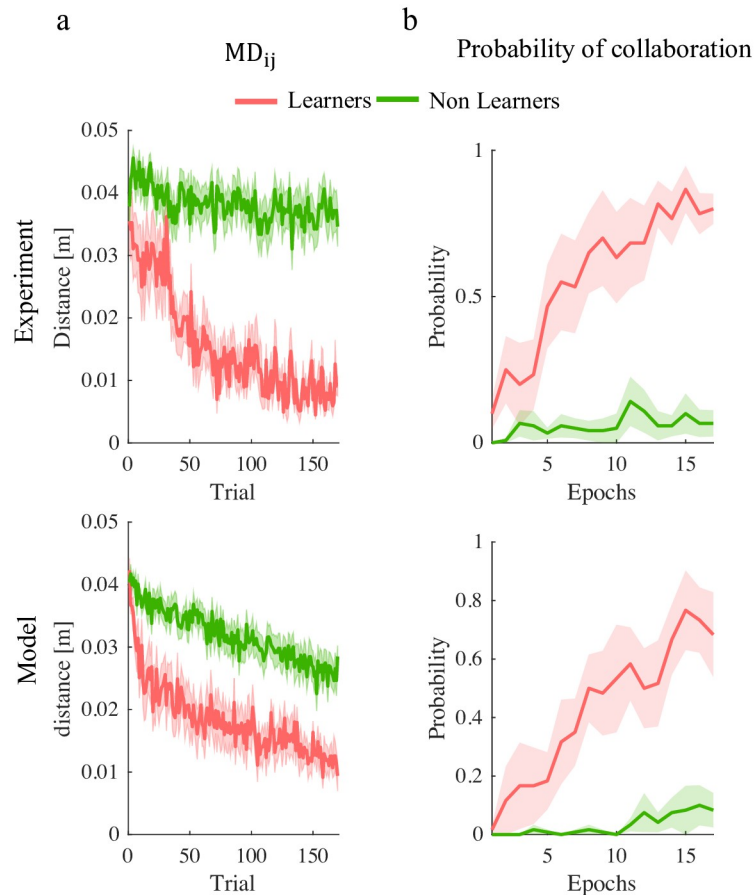 a
b
MD_ij
Probability of collaboration
Learners
Non Learners
Experiment
Distance [m]
0.05
0.04
0.03
0.02
0.01
0
0 50 100 150
Trial
Probability
1
0.5
0
5 10 15
Epochs
Model
distance [m]
0.05
0.04
0.03
0.02
0.01
0
0 50 100 150
Trial
Probability
1
0.8
0.6
0.4
0.2
0
5 10 15
Epochs